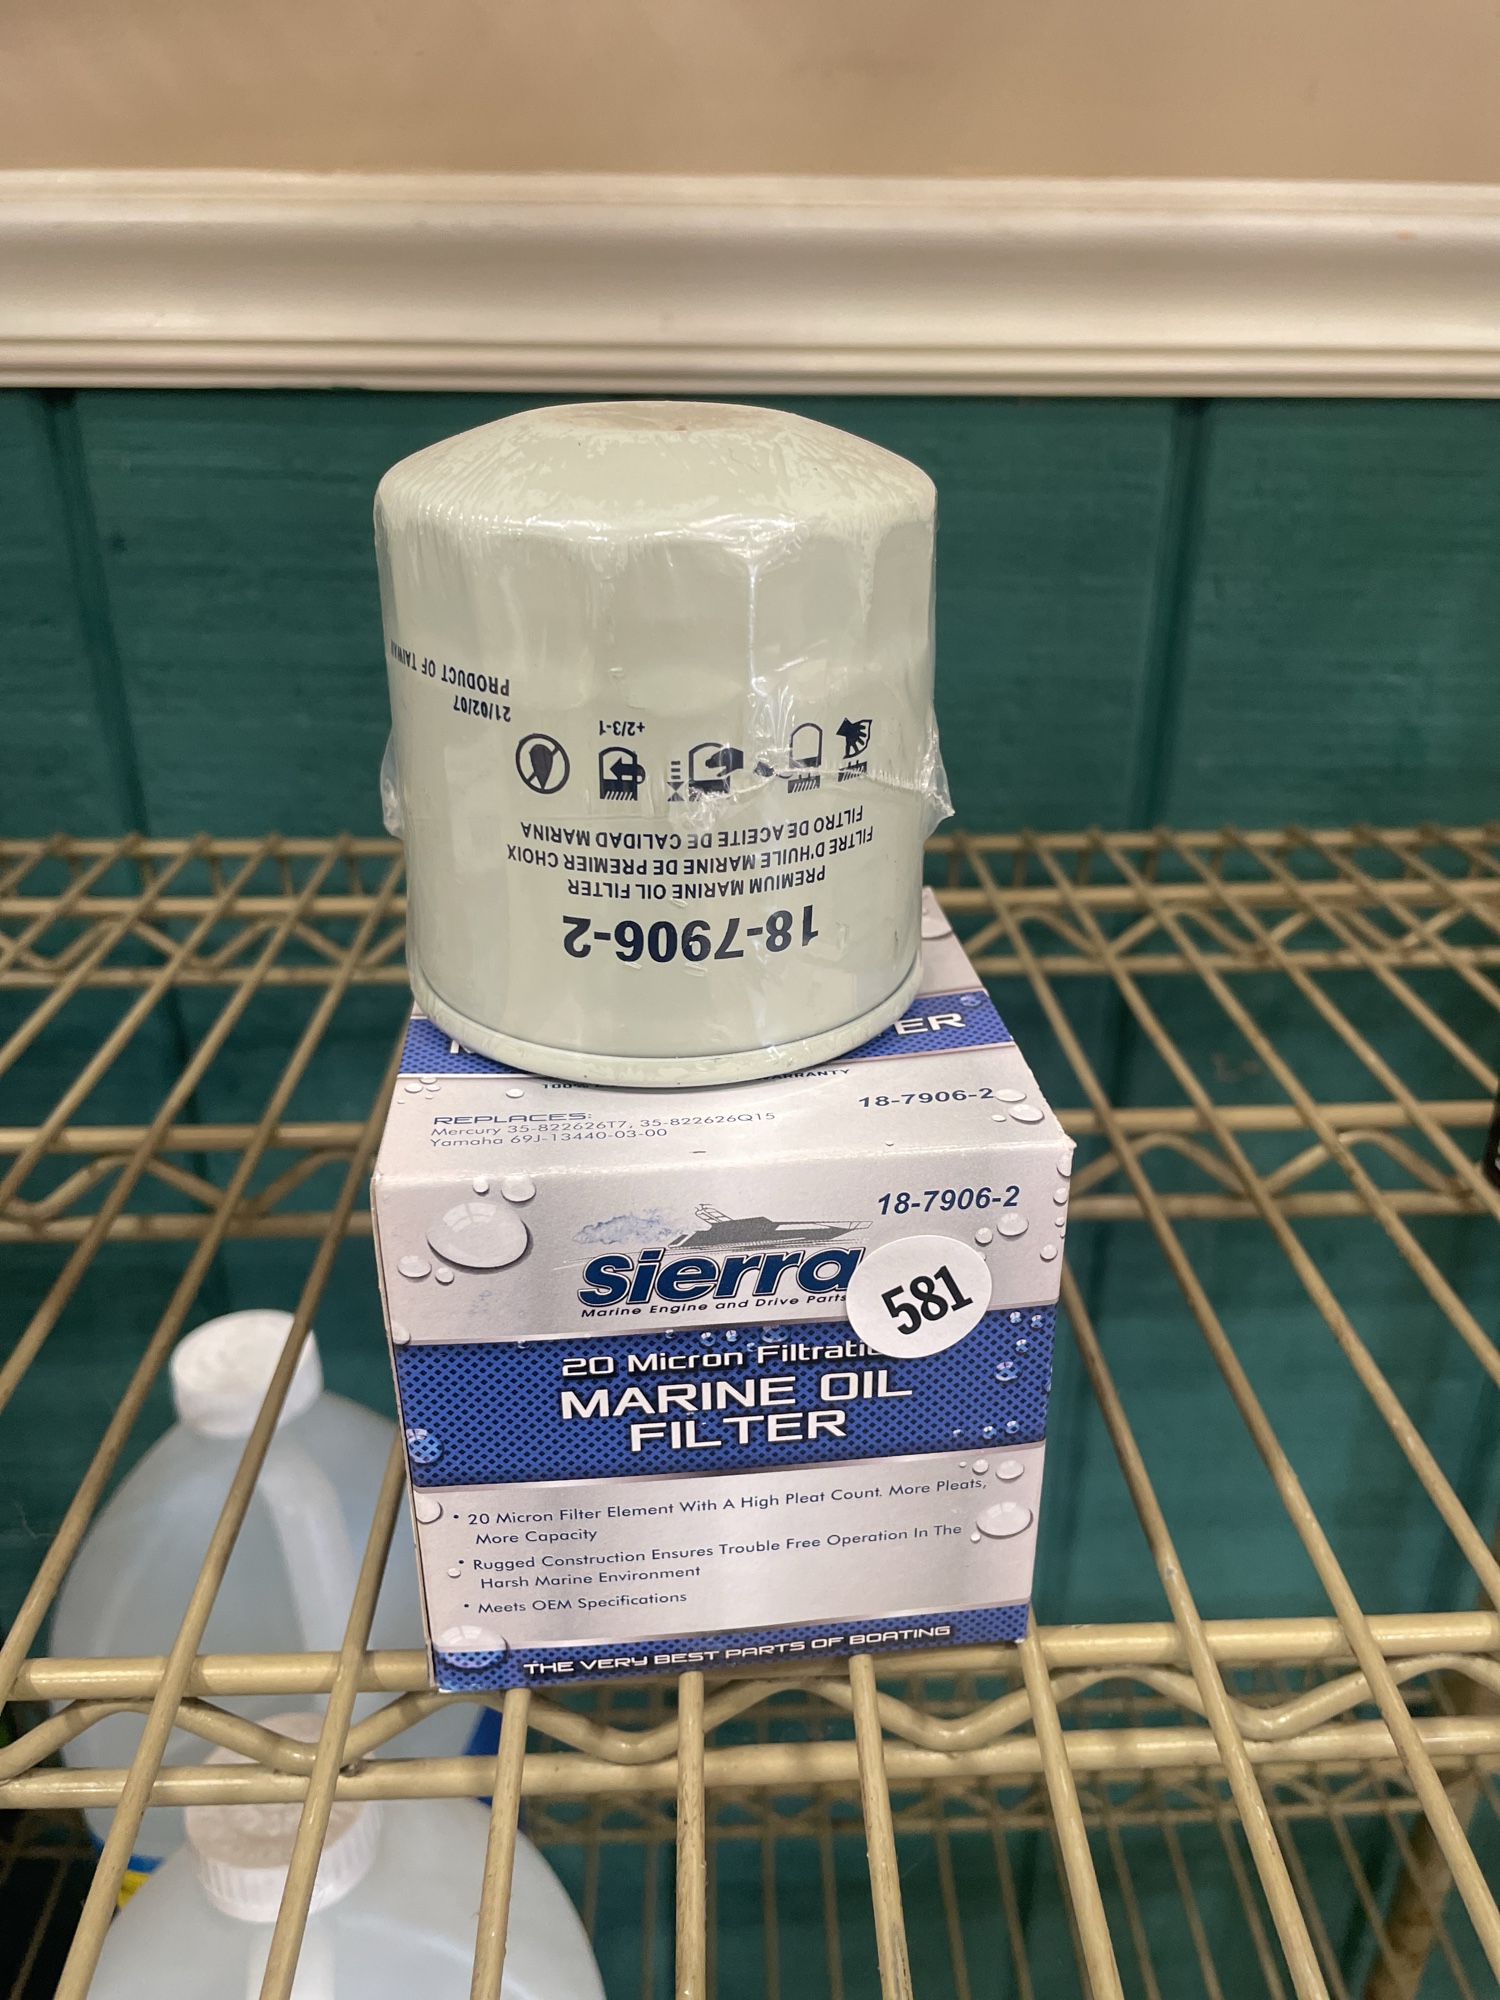 PRODUCT OF TAIWAN
21/02/07
+2/3-1
FILTRO DE ACEITE DE CALIDAD MARINA
FILTRE D'HUILE MARINE DE PREMIER CHOIX
PREMIUM MARINE OIL FILTER
18-7906-2
ER
100%
WARRANTY
REPLACES:
Mercury 35-822626T7, 35-822626Q15
Yamaha 69J-13440-03-00
18-7906-2
18-7906-2
sierra
Marine Engine and Drive Parts
581
20 Micron Filtratio
MARINE OIL
FILTER
• 20 Micron Filter Element With A High Pleat Count. More Pleats,
More Capacity
• Rugged Construction Ensures Trouble Free Operation In The
Harsh Marine Environment
• Meets OEM Specifications
THE VERY BEST PARTS OF BOATING